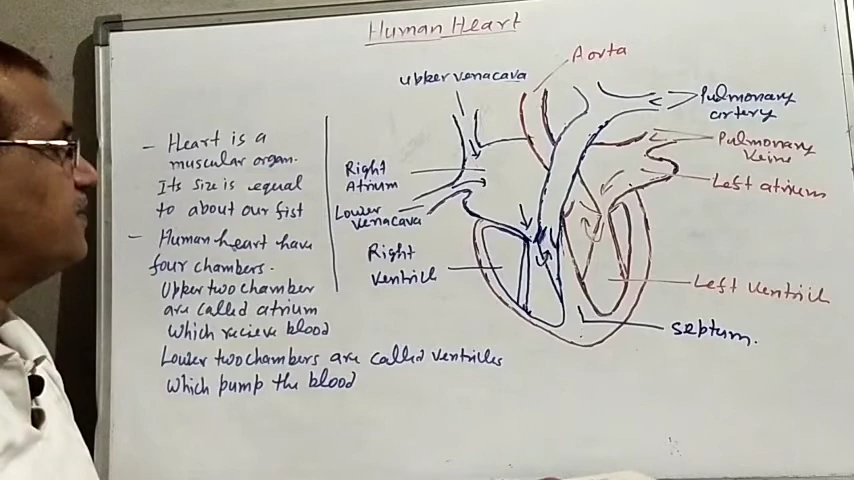 Human Heart
Aorta
Upper venacava
Pulmonary
artery
Pulmonary
Veins
Left atrium
Right
Atrium
Lower
venacava
Right
Ventricle
Left Ventricle
Septum.
- Heart is a
muscular organ.
Its size is equal
to about our fist
- Human heart have
four chambers.
Upper two chamber
are called atrium
which recieve blood
Lower two chambers are called ventricles
which pump the blood